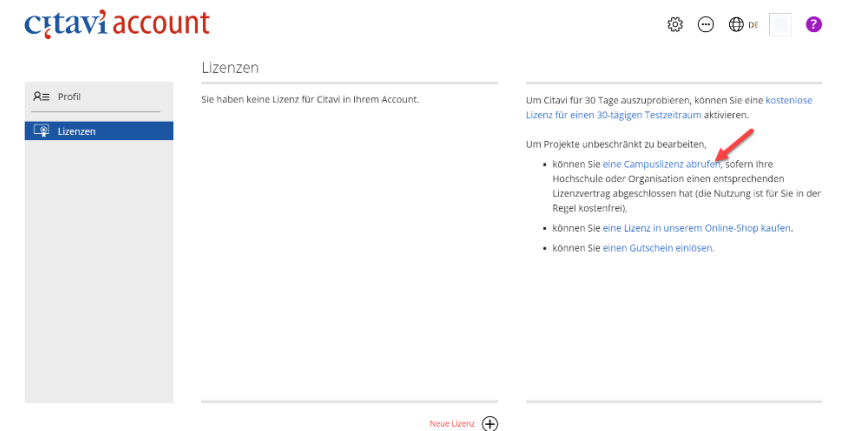 citavi account
DE
?
Lizenzen
Profil
Lizenzen
Sie haben keine Lizenz für Citavi in Ihrem Account.
Um Citavi für 30 Tage auszuprobieren, können Sie eine kostenlose
Lizenz für einen 30-tägigen Testzeitraum aktivieren.
Um Projekte unbeschränkt zu bearbeiten,
• können Sie eine Campuslizenz abrufen, sofern Ihre
Hochschule oder Organisation einen entsprechenden
Lizenzvertrag abgeschlossen hat (die Nutzung ist für Sie in der
Regel kostenfrei),
• können Sie eine Lizenz in unserem Online-Shop kaufen.
• können Sie einen Gutschein einlösen.
Neue Lizenz